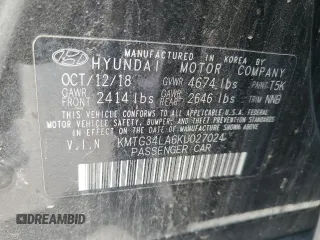 MANUFACTURED IN KOREA BY
HYUNDAI MOTOR COMPANY
OCT/12/18 GVWR 4674 lbs PAINT T5K
GAWR FRONT 2414 lbs GAWR REAR 2646 lbs TRIM NNB
THIS VEHICLE CONFORMS TO ALL APPLICABLE FEDERAL
MOTOR VEHICLE SAFETY, BUMPER, AND THEFT PREVENTION
STANDARDS IN EFFECT ON THE DATE OF MANUFACTURE
SHOWN ABOVE.
V.I.N KMTG34LA6KU027024
PASSENGER CAR
© AUTOBIDMASTER